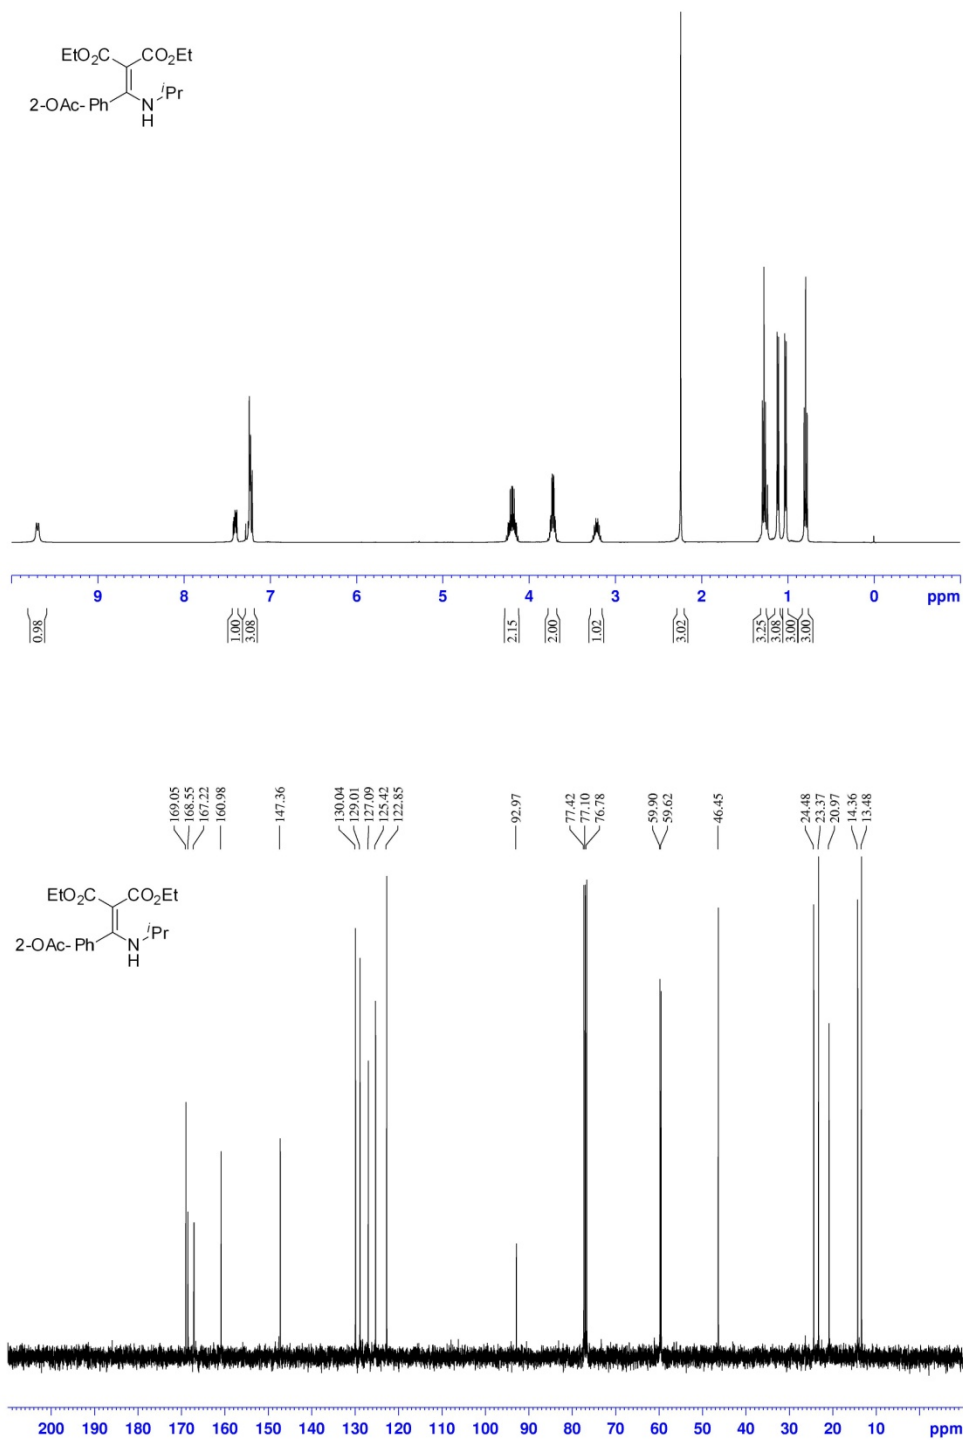 EtO2C CO2Et
2-OAc- Ph N iPr
H
9 8 7 6 5 4 3 2 1 0 ppm
0.98 1.00 3.08 2.15 2.00 1.02 3.02 3.25 3.08 3.00 3.00
169.05 168.55 167.22 160.98 147.36 130.04 129.01 127.09 125.42 122.85 92.97 77.42 77.10 76.78 59.90 59.62 46.45 24.48 23.37 20.97 14.36 13.48
EtO2C CO2Et
2-OAc- Ph N iPr
H
200 190 180 170 160 150 140 130 120 110 100 90 80 70 60 50 40 30 20 10 ppm